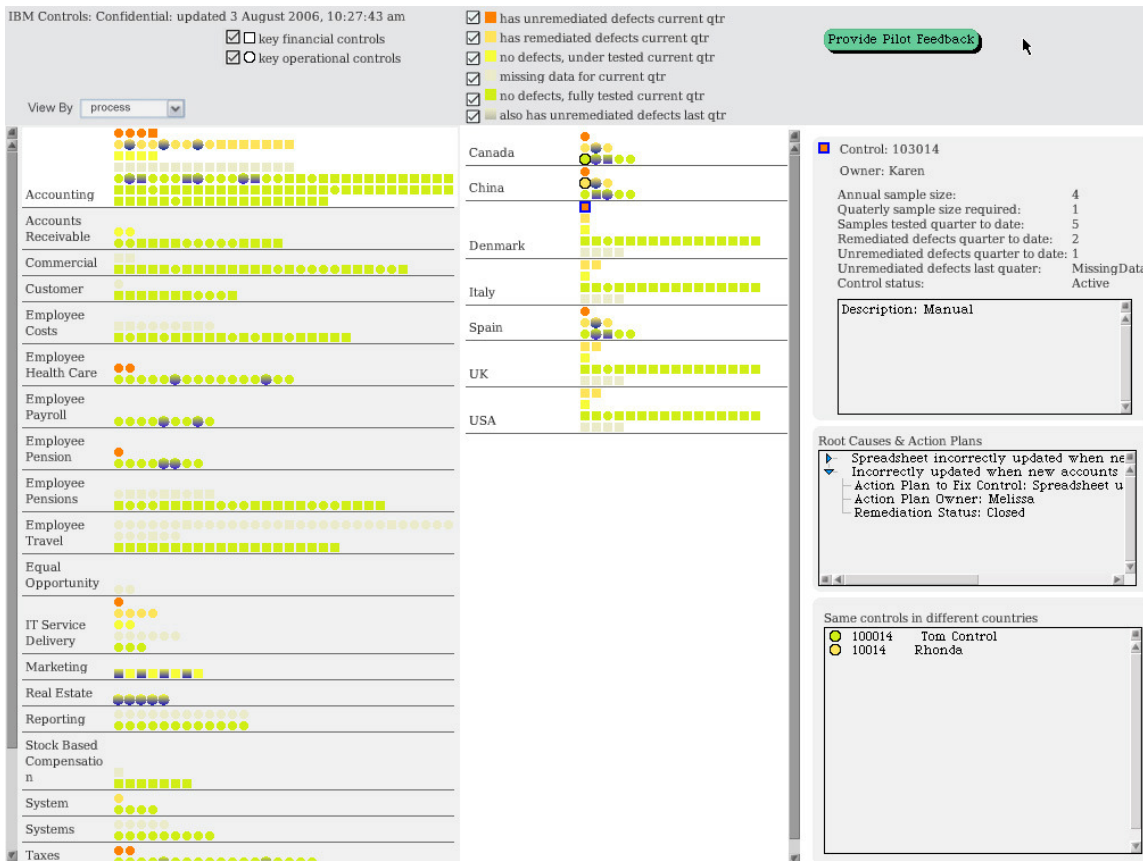 IBM Controls: Confidential: updated 3 August 2006, 10:27:43 am
key financial controls
key operational controls
View By process
has unremediated defects current qtr
has remediated defects current qtr
no defects, under tested current qtr
missing data for current qtr
no defects, fully tested current qtr
also has unremediated defects last qtr
Provide Pilot Feedback
Accounting
Accounts
Receivable
Commercial
Customer
Employee
Costs
Employee
Health Care
Employee
Payroll
Employee
Pension
Employee
Pensions
Employee
Travel
Equal
Opportunity
IT Service
Delivery
Marketing
Real Estate
Reporting
Stock Based
Compensatio
n
System
Systems
Taxes
Canada
China
Denmark
Italy
Spain
UK
USA
Control: 103014
Owner: Karen
Annual sample size: 4
Quaterly sample size required: 1
Samples tested quarter to date: 5
Remediated defects quarter to date: 2
Unremediated defects quarter to date: 1
Unremediated defects last quater: MissingData
Control status: Active
Description: Manual
Root Causes & Action Plans
Spreadsheet incorrectly updated when ne
Incorrectly updated when new accounts
Action Plan to Fix Control: Spreadsheet u
Action Plan Owner: Melissa
Remediation Status: Closed
Same controls in different countries
100014 Tom Control
10014 Rhonda